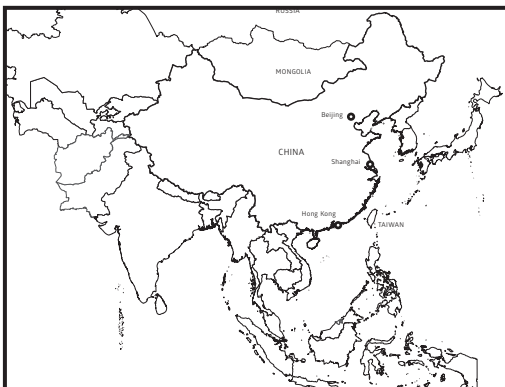 RUSSIA
MONGOLIA
Beijing
CHINA
Shanghai
Hong Kong
TAIWAN